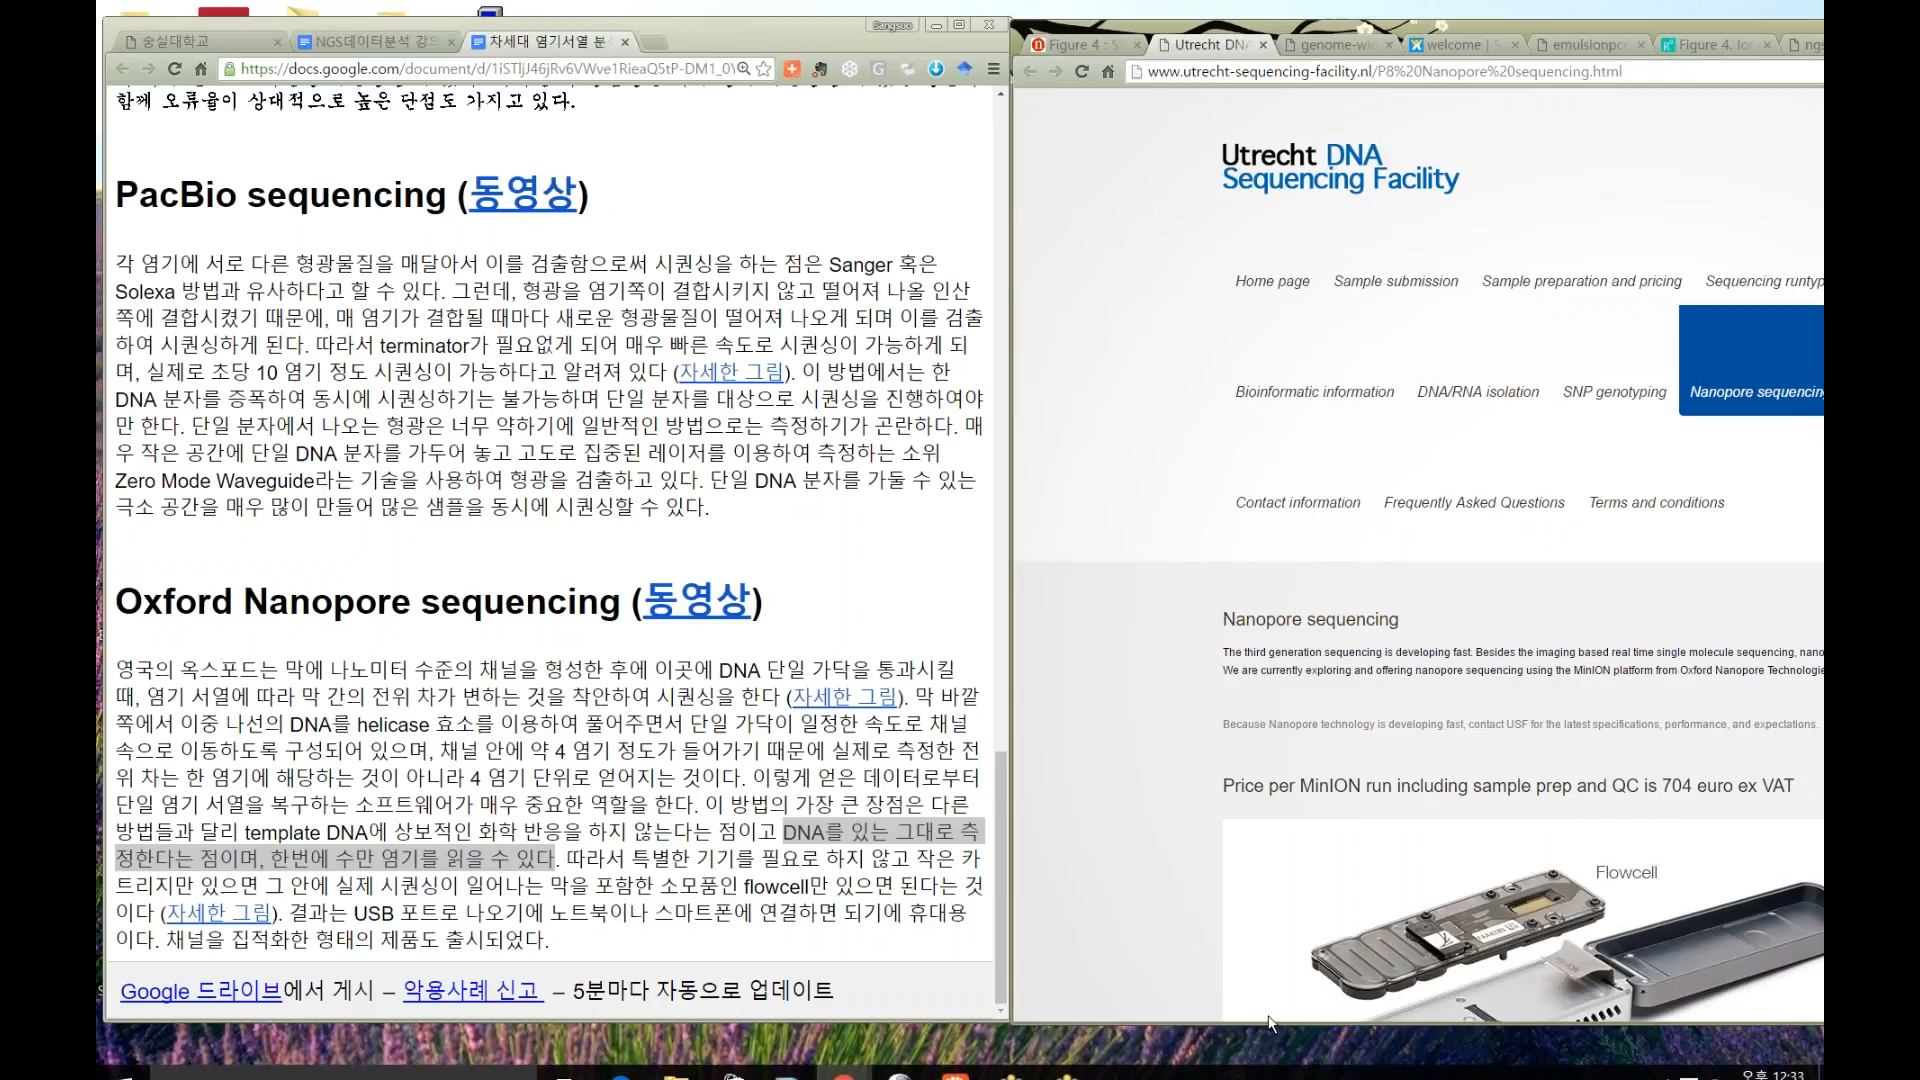 Sangsoo
숭실대학교
NGS데이터분석 강의
차세대 염기서열 분석
https://docs.google.com/document/d/1iSTljJ46jRv6VWve1RieaQ5tP-DM1_0\
함께 오류율이 상대적으로 높은 단점도 가지고 있다.
PacBio sequencing (동영상)
각 염기에 서로 다른 형광물질을 매달아서 이를 검출함으로써 시퀀싱을 하는 점은 Sanger 혹은
Solexa 방법과 유사하다고 할 수 있다. 그런데, 형광을 염기쪽이 결합시키지 않고 떨어져 나올 인산
쪽에 결합시켰기 때문에, 매 염기가 결합될 때마다 새로운 형광물질이 떨어져 나오게 되며 이를 검출
하여 시퀀싱하게 된다. 따라서 terminator가 필요없게 되어 매우 빠른 속도로 시퀀싱이 가능하게 되
며, 실제로 초당 10 염기 정도 시퀀싱이 가능하다고 알려져 있다 (자세한 그림). 이 방법에서는 한
DNA 분자를 증폭하여 동시에 시퀀싱하기는 불가능하며 단일 분자를 대상으로 시퀀싱을 진행하여야
만 한다. 단일 분자에서 나오는 형광은 너무 약하기에 일반적인 방법으로는 측정하기가 곤란하다. 매
우 작은 공간에 단일 DNA 분자를 가두어 놓고 고도로 집중된 레이저를 이용하여 측정하는 소위
Zero Mode Waveguide라는 기술을 사용하여 형광을 검출하고 있다. 단일 DNA 분자를 가둘 수 있는
극소 공간을 매우 많이 만들어 많은 샘플을 동시에 시퀀싱할 수 있다.
Oxford Nanopore sequencing (동영상)
영국의 옥스포드는 막에 나노미터 수준의 채널을 형성한 후에 이곳에 DNA 단일 가닥을 통과시킬
때, 염기 서열에 따라 막 간의 전위 차가 변하는 것을 착안하여 시퀀싱을 한다 (자세한 그림). 막 바깥
쪽에서 이중 나선의 DNA를 helicase 효소를 이용하여 풀어주면서 단일 가닥이 일정한 속도로 채널
속으로 이동하도록 구성되어 있으며, 채널 안에 약 4 염기 정도가 들어가기 때문에 실제로 측정한 전
위 차는 한 염기에 해당하는 것이 아니라 4 염기 단위로 얻어지는 것이다. 이렇게 얻은 데이터로부터
단일 염기 서열을 복구하는 소프트웨어가 매우 중요한 역할을 한다. 이 방법의 가장 큰 장점은 다른
방법들과 달리 template DNA에 상보적인 화학 반응을 하지 않는다는 점이고 DNA를 있는 그대로 측
정한다는 점이며, 한번에 수만 염기를 읽을 수 있다. 따라서 특별한 기기를 필요로 하지 않고 작은 카
트리지만 있으면 그 안에 실제 시퀀싱이 일어나는 막을 포함한 소모품인 flowcell만 있으면 된다는 것
이다 (자세한 그림). 결과는 USB 포트로 나오기에 노트북이나 스마트폰에 연결하면 되기에 휴대용
이다. 채널을 집적화한 형태의 제품도 출시되었다.
Google 드라이브에서 게시 – 악용사례 신고 – 5분마다 자동으로 업데이트
Figure 4 : S
Utrecht DNA
genome-wi
welcome | S
emulsionpc
Figure 4. Io
ngs
www.utrecht-sequencing-facility.nl/P8%20Nanopore%20sequencing.html
Utrecht DNA
Sequencing Facility
Home page Sample submission Sample preparation and pricing Sequencing runtyp
Bioinformatic information DNA/RNA isolation SNP genotyping Nanopore sequencing
Contact information Frequently Asked Questions Terms and conditions
Nanopore sequencing
The third generation sequencing is developing fast. Besides the imaging based real time single molecule sequencing, nano
We are currently exploring and offering nanopore sequencing using the MinION platform from Oxford Nanopore Technologie
Because Nanopore technology is developing fast, contact USF for the latest specifications, performance, and expectations.
Price per MinION run including sample prep and QC is 704 euro ex VAT
Flowcell
오후 12:33